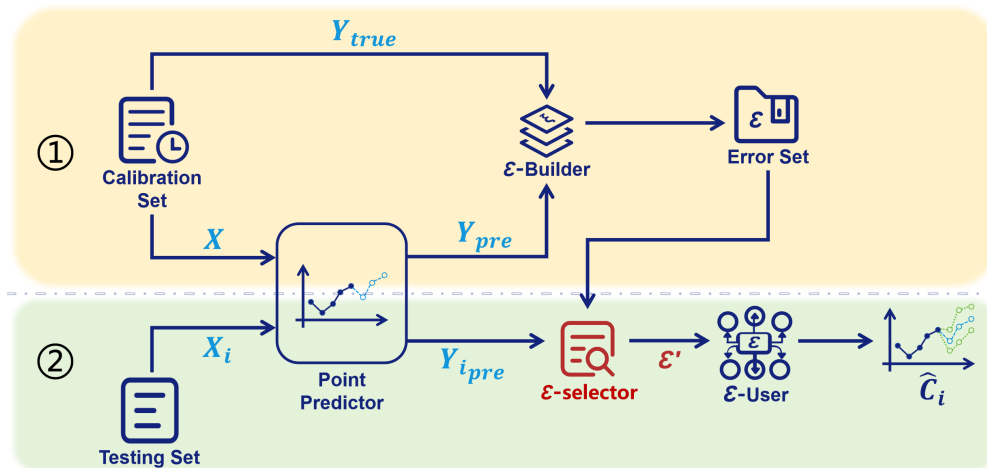 Y_true
①
Calibration
Set
ε
ε-Builder
ε
Error Set
X
Y_pre
②
X_i
Testing Set
Point
Predictor
Y_i_pre
ε-selector
ε'
ε
ε-User
Ĉ_i